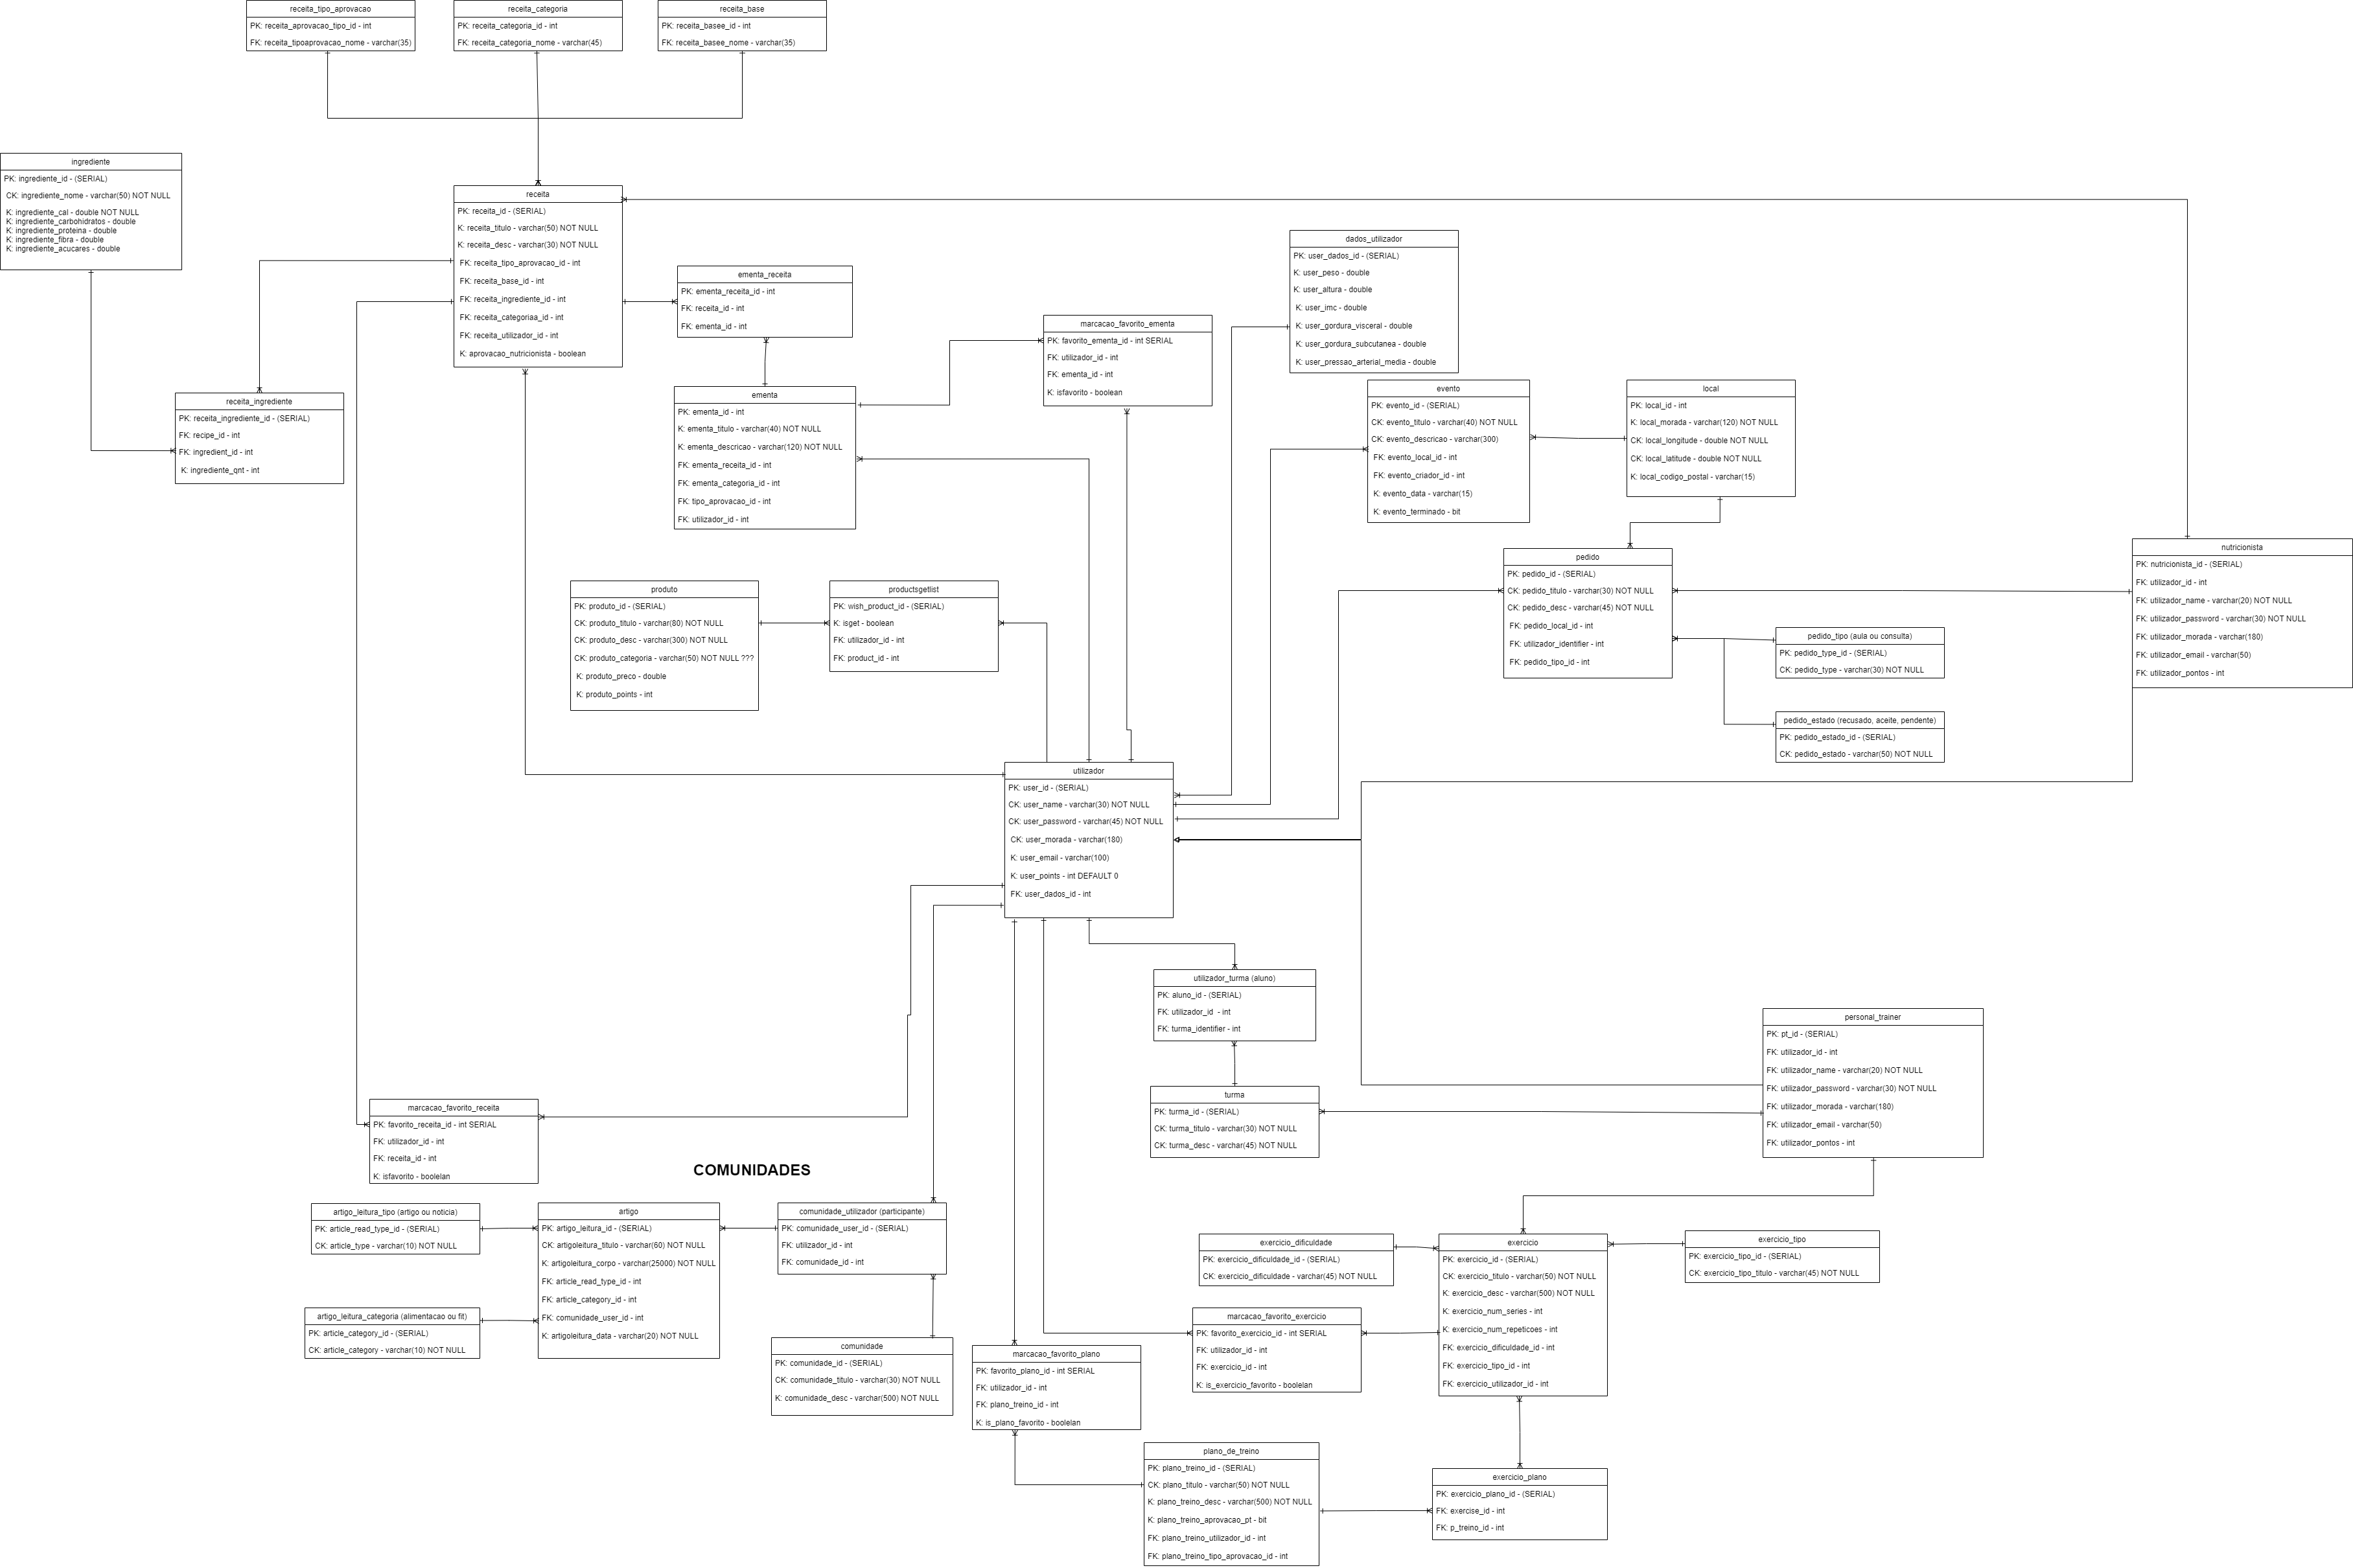 receita_tipo_aprovacao
PK: receita_aprovacao_tipo_id - int
FK: receita_tipoaprovacao_nome - varchar(35)
receita_categoria
PK: receita_categoria_id - int
FK: receita_categoria_nome - varchar(45)
receita_base
PK: receita_basee_id - int
FK: receita_basee_nome - varchar(35)
ingrediente
PK: ingrediente_id - (SERIAL)
CK: ingrediente_nome - varchar(50) NOT NULL
K: ingrediente_cal - double NOT NULL
K: ingrediente_carbohidratos - double
K: ingrediente_proteina - double
K: ingrediente_fibra - double
K: ingrediente_acucares - double
receita
PK: receita_id - (SERIAL)
K: receita_titulo - varchar(50) NOT NULL
K: receita_desc - varchar(30) NOT NULL
FK: receita_tipo_aprovacao_id - int
FK: receita_base_id - int
FK: receita_ingrediente_id - int
FK: receita_categoriaa_id - int
FK: receita_utilizador_id - int
K: aprovacao_nutricionista - boolean
ementa_receita
PK: ementa_receita_id - int
FK: receita_id - int
FK: ementa_id - int
marcacao_favorito_ementa
PK: favorito_ementa_id - int SERIAL
FK: utilizador_id - int
FK: ementa_id - int
K: isfavorito - boolean
dados_utilizador
PK: user_dados_id - (SERIAL)
K: user_peso - double
K: user_altura - double
K: user_imc - double
K: user_gordura_visceral - double
K: user_gordura_subcutanea - double
K: user_pressao_arterial_media - double
receita_ingrediente
PK: receita_ingrediente_id - (SERIAL)
FK: recipe_id - int
FK: ingredient_id - int
K: ingrediente_qnt - int
ementa
PK: ementa_id - int
K: ementa_titulo - varchar(40) NOT NULL
K: ementa_descricao - varchar(120) NOT NULL
FK: ementa_receita_id - int
FK: ementa_categoria_id - int
FK: tipo_aprovacao_id - int
FK: utilizador_id - int
evento
PK: evento_id - (SERIAL)
CK: evento_titulo - varchar(40) NOT NULL
CK: evento_descricao - varchar(300)
FK: evento_local_id - int
FK: evento_criador_id - int
K: evento_data - varchar(15)
K: evento_terminado - bit
local
PK: local_id - int
K: local_morada - varchar(120) NOT NULL
CK: local_longitude - double NOT NULL
CK: local_latitude - double NOT NULL
K: local_codigo_postal - varchar(15)
nutricionista
PK: nutricionista_id - (SERIAL)
FK: utilizador_id - int
FK: utilizador_name - varchar(20) NOT NULL
FK: utilizador_password - varchar(30) NOT NULL
FK: utilizador_morada - varchar(180)
FK: utilizador_email - varchar(50)
FK: utilizador_pontos - int
pedido
PK: pedido_id - (SERIAL)
CK: pedido_titulo - varchar(30) NOT NULL
CK: pedido_desc - varchar(45) NOT NULL
FK: pedido_local_id - int
FK: utilizador_identifier - int
FK: pedido_tipo_id - int
pedido_tipo (aula ou consulta)
PK: pedido_type_id - (SERIAL)
CK: pedido_type - varchar(30) NOT NULL
pedido_estado (recusado, aceite, pendente)
PK: pedido_estado_id - (SERIAL)
CK: pedido_estado - varchar(50) NOT NULL
produto
PK: produto_id - (SERIAL)
CK: produto_titulo - varchar(80) NOT NULL
CK: produto_desc - varchar(300) NOT NULL
CK: produto_categoria - varchar(50) NOT NULL ???
K: produto_preco - double
K: produto_points - int
productsgetlist
PK: wish_product_id - (SERIAL)
K: isget - boolean
FK: utilizador_id - int
FK: product_id - int
utilizador
PK: user_id - (SERIAL)
CK: user_name - varchar(30) NOT NULL
CK: user_password - varchar(45) NOT NULL
CK: user_morada - varchar(180)
K: user_email - varchar(100)
K: user_points - int DEFAULT 0
FK: user_dados_id - int
utilizador_turma (aluno)
PK: aluno_id - (SERIAL)
FK: utilizador_id - int
FK: turma_identifier - int
turma
PK: turma_id - (SERIAL)
CK: turma_titulo - varchar(30) NOT NULL
CK: turma_desc - varchar(45) NOT NULL
personal_trainer
PK: pt_id - (SERIAL)
FK: utilizador_id - int
FK: utilizador_name - varchar(20) NOT NULL
FK: utilizador_password - varchar(30) NOT NULL
FK: utilizador_morada - varchar(180)
FK: utilizador_email - varchar(50)
FK: utilizador_pontos - int
marcacao_favorito_receita
PK: favorito_receita_id - int SERIAL
FK: utilizador_id - int
FK: receita_id - int
K: isfavorito - boolelan
COMUNIDADES
artigo_leitura_tipo (artigo ou noticia)
PK: article_read_type_id - (SERIAL)
CK: article_type - varchar(10) NOT NULL
artigo_leitura_categoria (alimentacao ou fit)
PK: article_category_id - (SERIAL)
CK: article_category - varchar(10) NOT NULL
artigo
PK: artigo_leitura_id - (SERIAL)
CK: artigoleitura_titulo - varchar(60) NOT NULL
K: artigoleitura_corpo - varchar(25000) NOT NULL
FK: article_read_type_id - int
FK: article_category_id - int
FK: comunidade_user_id - int
K: artigoleitura_data - varchar(20) NOT NULL
comunidade_utilizador (participante)
PK: comunidade_user_id - (SERIAL)
FK: utilizador_id - int
FK: comunidade_id - int
comunidade
PK: comunidade_id - (SERIAL)
CK: comunidade_titulo - varchar(30) NOT NULL
K: comunidade_desc - varchar(500) NOT NULL
marcacao_favorito_plano
PK: favorito_plano_id - int SERIAL
FK: utilizador_id - int
FK: plano_treino_id - int
K: is_plano_favorito - boolelan
exercicio_dificuldade
PK: exercicio_dificuldade_id - (SERIAL)
CK: exercicio_dificuldade - varchar(45) NOT NULL
marcacao_favorito_exercicio
PK: favorito_exercicio_id - int SERIAL
FK: utilizador_id - int
FK: exercicio_id - int
K: is_exercicio_favorito - boolelan
exercicio
PK: exercicio_id - (SERIAL)
CK: exercicio_titulo - varchar(50) NOT NULL
K: exercicio_desc - varchar(500) NOT NULL
K: exercicio_num_series - int
K: exercicio_num_repeticoes - int
FK: exercicio_dificuldade_id - int
FK: exercicio_tipo_id - int
FK: exercicio_utilizador_id - int
exercicio_tipo
PK: exercicio_tipo_id - (SERIAL)
CK: exercicio_tipo_titulo - varchar(45) NOT NULL
plano_de_treino
PK: plano_treino_id - (SERIAL)
CK: plano_titulo - varchar(50) NOT NULL
K: plano_treino_desc - varchar(500) NOT NULL
K: plano_treino_aprovacao_pt - bit
FK: plano_treino_utilizador_id - int
FK: plano_treino_tipo_aprovacao_id - int
exercicio_plano
PK: exercicio_plano_id - (SERIAL)
FK: exercise_id - int
FK: p_treino_id - int